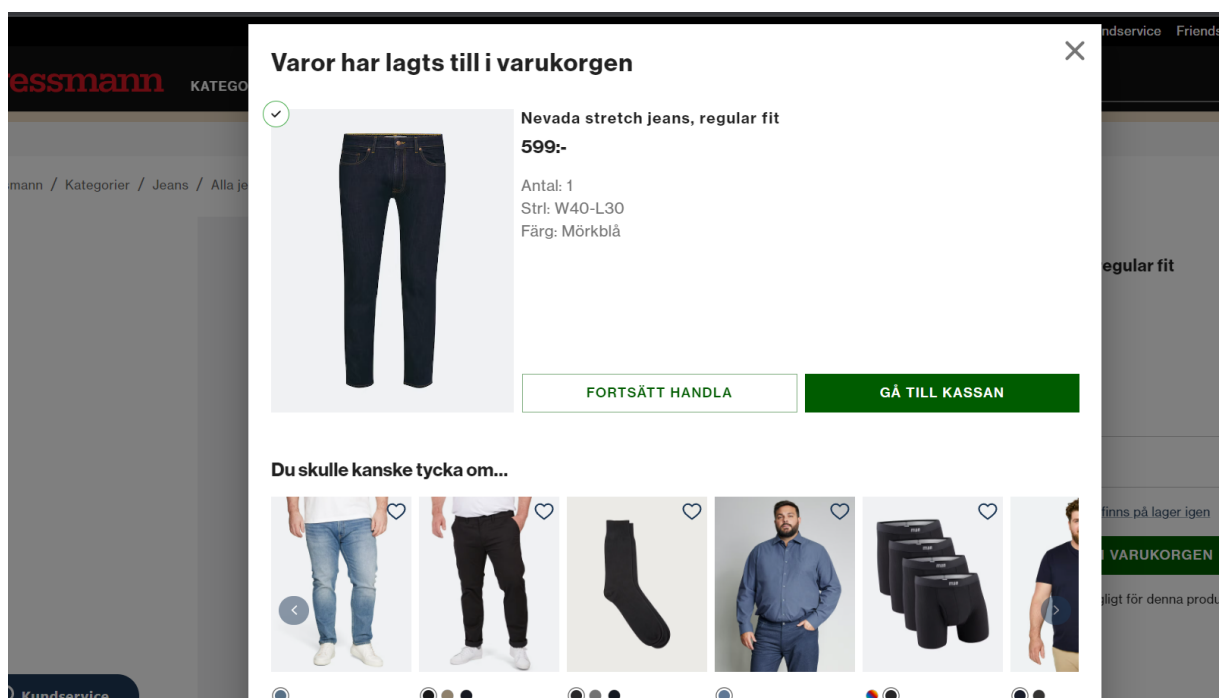 ndservice Friends
essmann KATEGO
Varor har lagts till i varukorgen
Nevada stretch jeans, regular fit
599:-
mann / Kategorier / Jeans / Alla je
Antal: 1
Strl: W40-L30
Färg: Mörkblå
egular fit
FORTSÄTT HANDLA
GÅ TILL KASSAN
Du skulle kanske tycka om...
finns på lager igen
I VARUKORGEN
gligt för denna produ
Kundservice